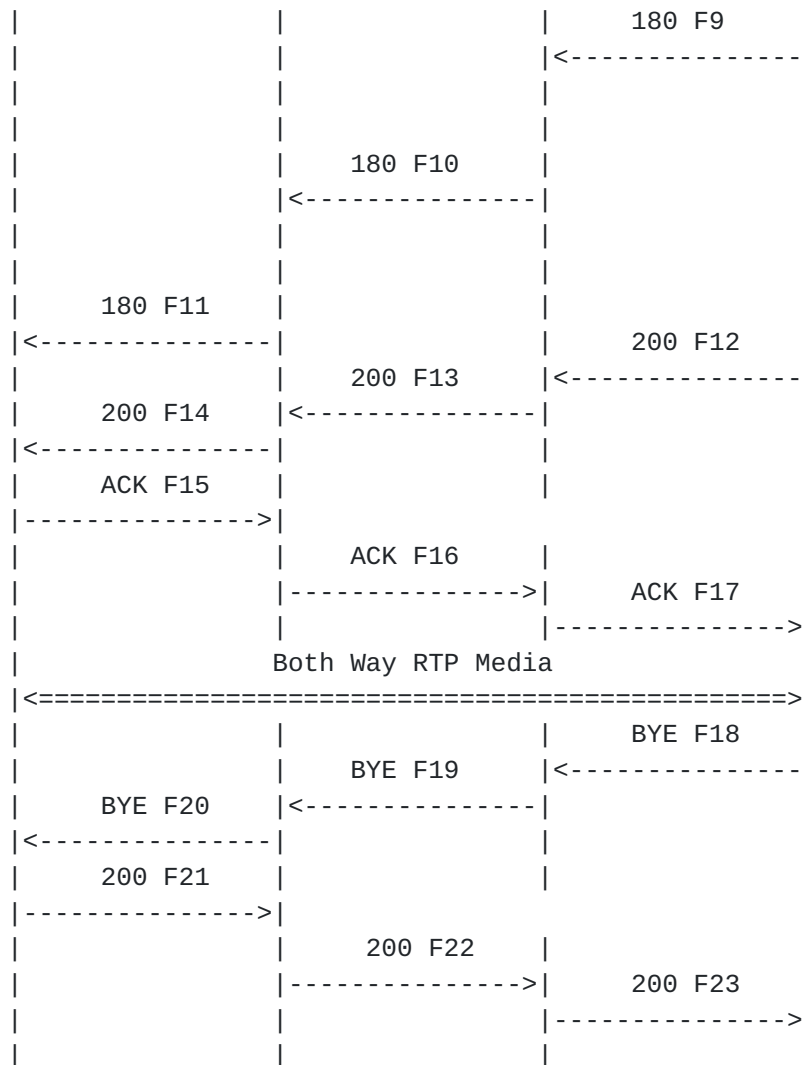 |                 |                 |     180 F9
|                 |                 |<---------------
|                 |                 |
|                 |                 |
|                 |    180 F10      |
|                 |<---------------|
|                 |                 |
|                 |                 |
|     180 F11     |                 |
|<---------------|                 |     200 F12
|                 |    200 F13      |<---------------
|     200 F14     |<---------------|
|<---------------|                 |
|     ACK F15     |                 |
|--------------->|                 |
|                 |    ACK F16      |
|                 |--------------->|     ACK F17
|                 |                 |--------------->
|                Both Way RTP Media
|<================================================>
|                 |                 |     BYE F18
|                 |    BYE F19      |<---------------
|     BYE F20     |<---------------|
|<---------------|                 |
|     200 F21     |                 |
|--------------->|                 |
|                 |     200 F22     |
|                 |--------------->|     200 F23
|                 |                 |--------------->
|                 |                 |